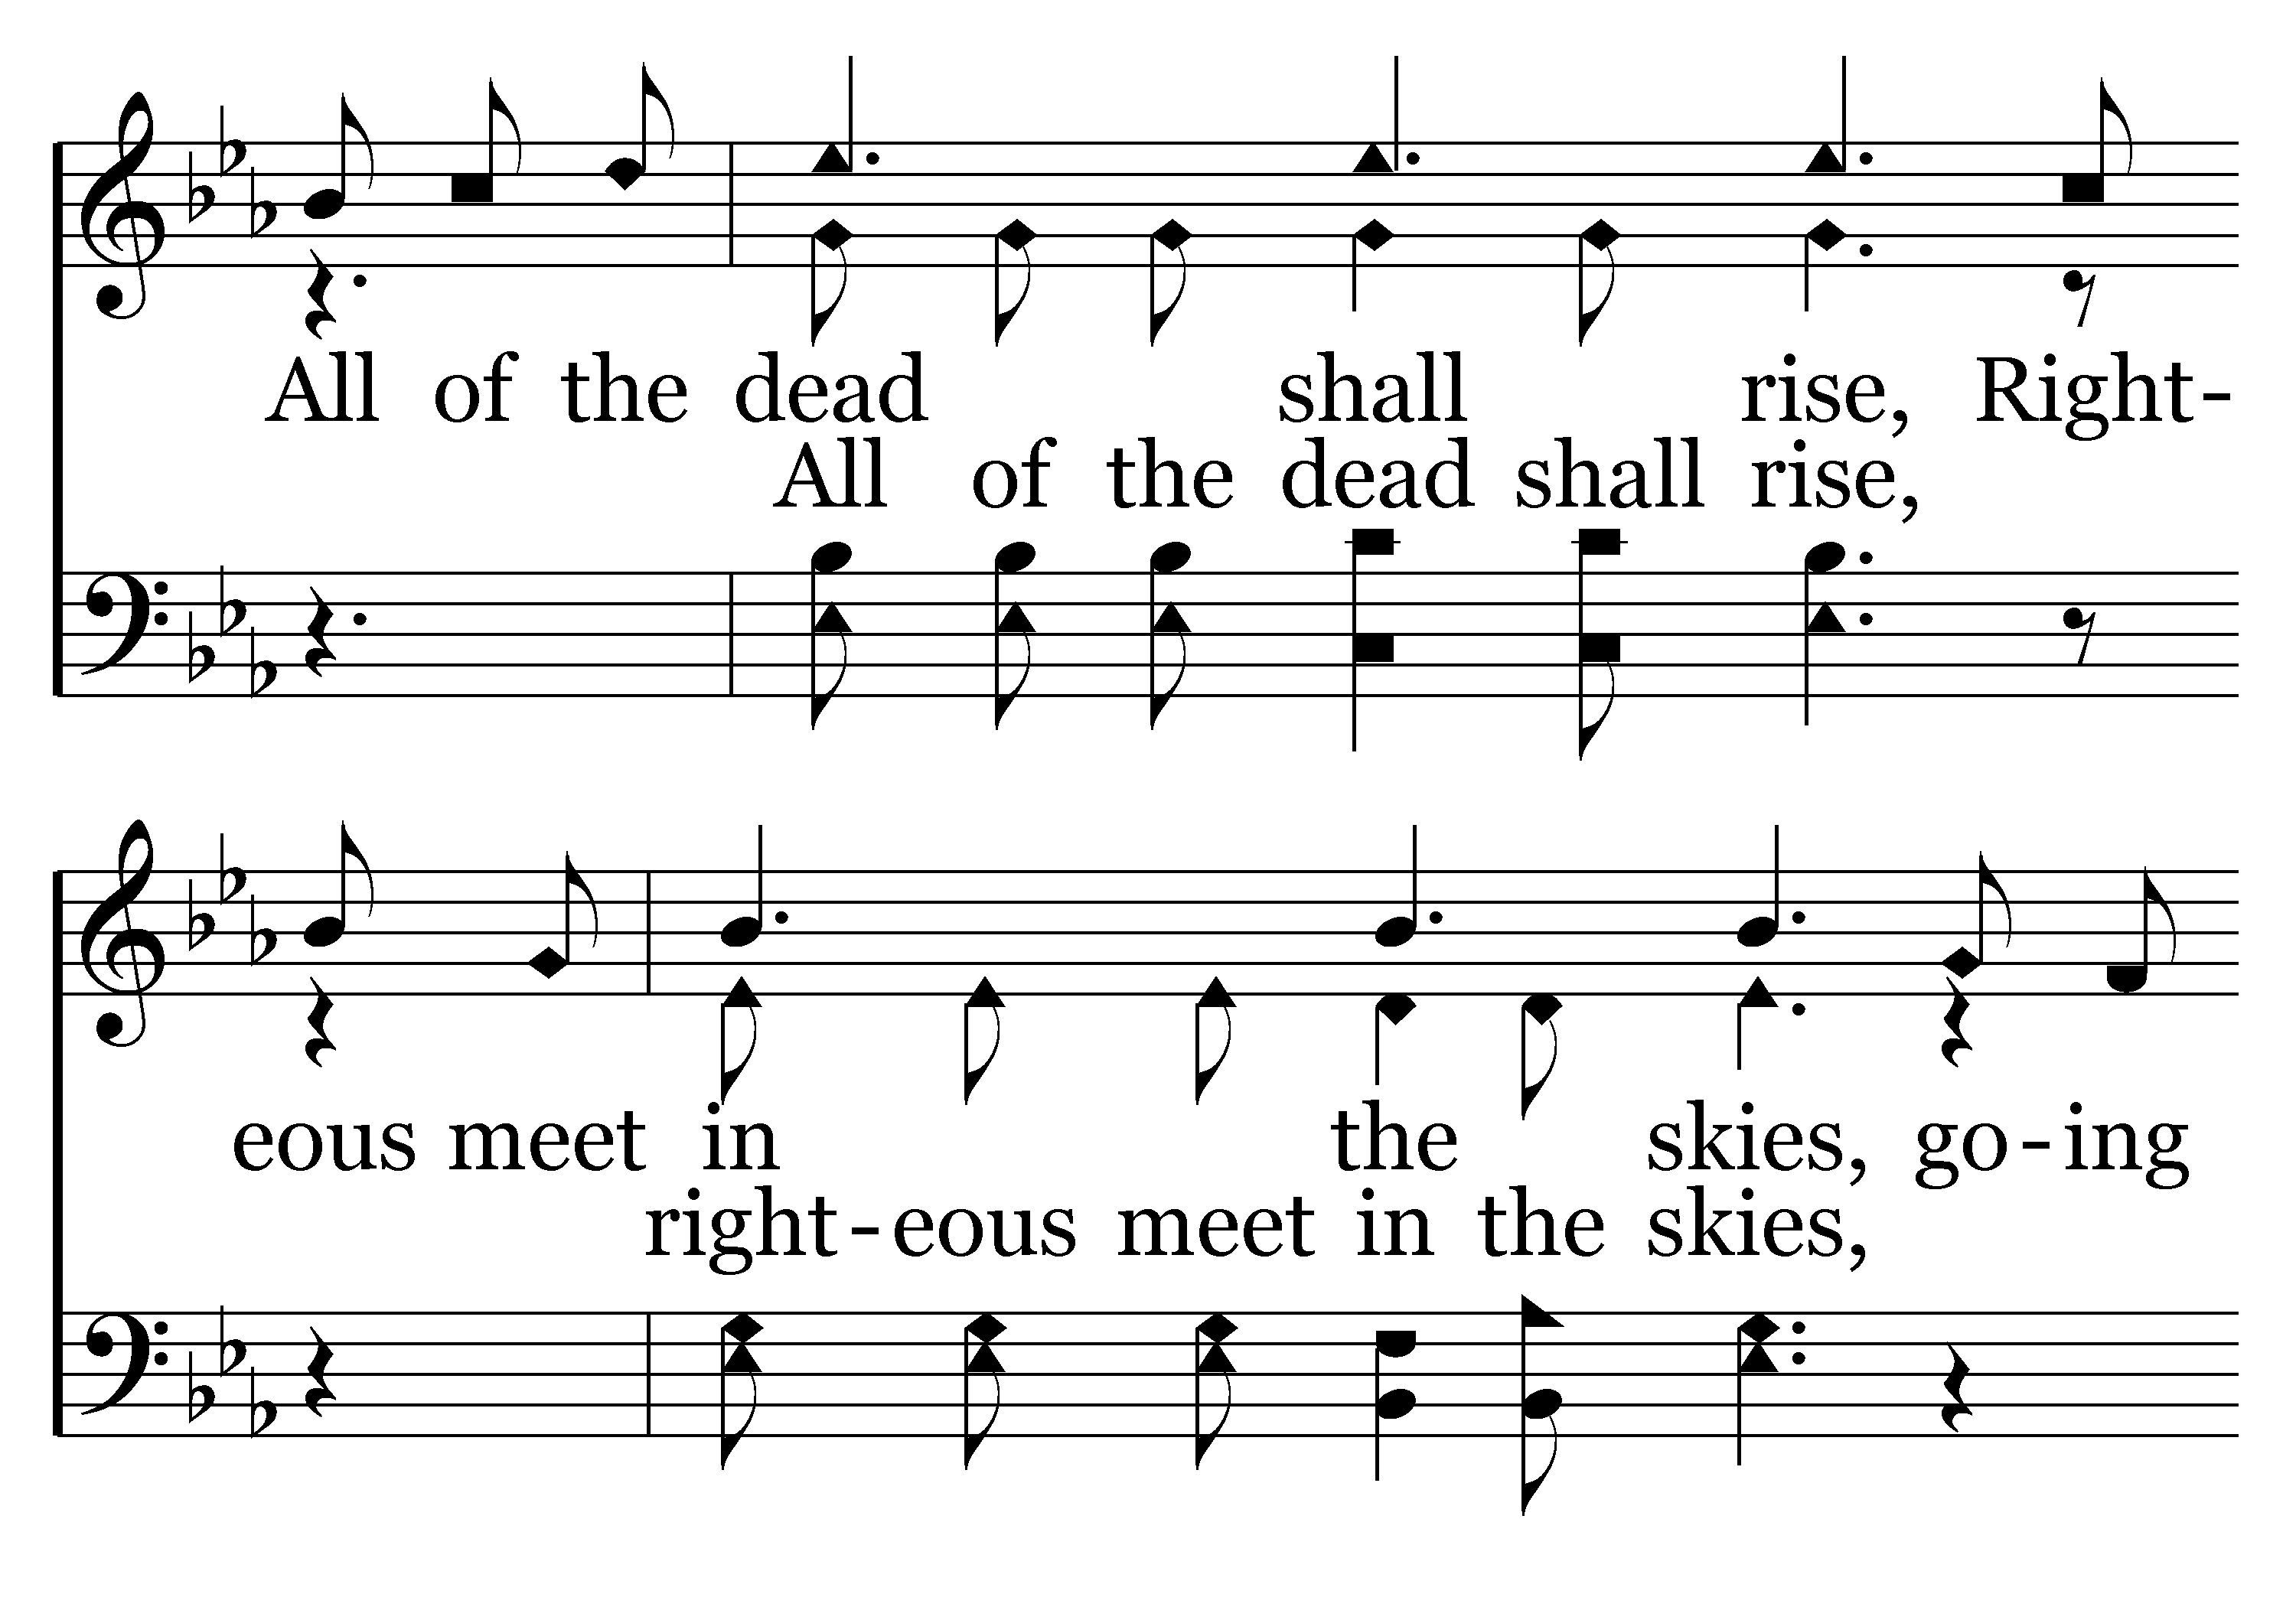 All of the dead shall rise, Right-
All of the dead shall rise,
eous meet in the skies, go-ing
right-eous meet in the skies,